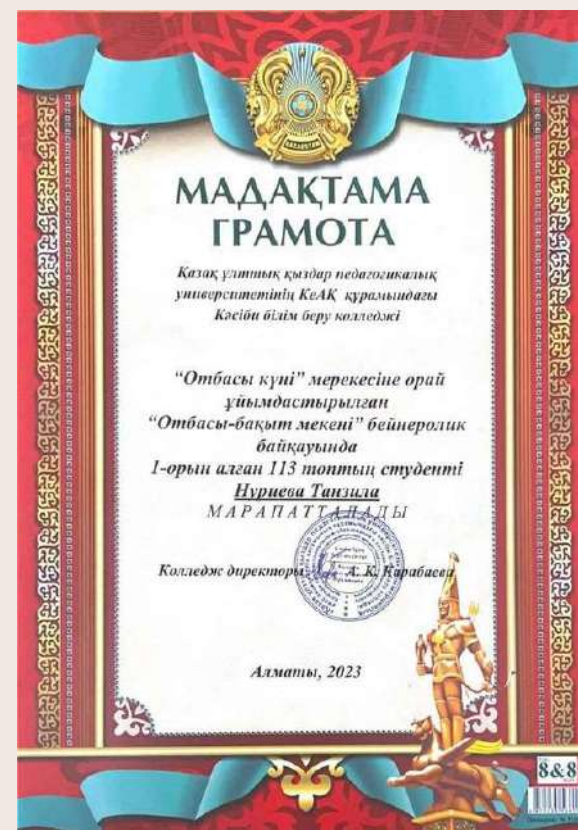 МАДАҚТАМА
ГРАМОТА
Қазақ ұлттық қыздар педагогикалық
университетінің КеАҚ құрамындағы
Кәсіби білім беру колледжі
“Отбасы күні” мерекесіне орай
ұйымдастырылған
“Отбасы-бақыт мекені” бейнеролик
байқауында
1-орын алған 113 топтың студенті
Нуриева Танзила
МАРАПАТТАЛАДЫ
Колледж директоры А. К. Карабаева
Алматы, 2023
8&8